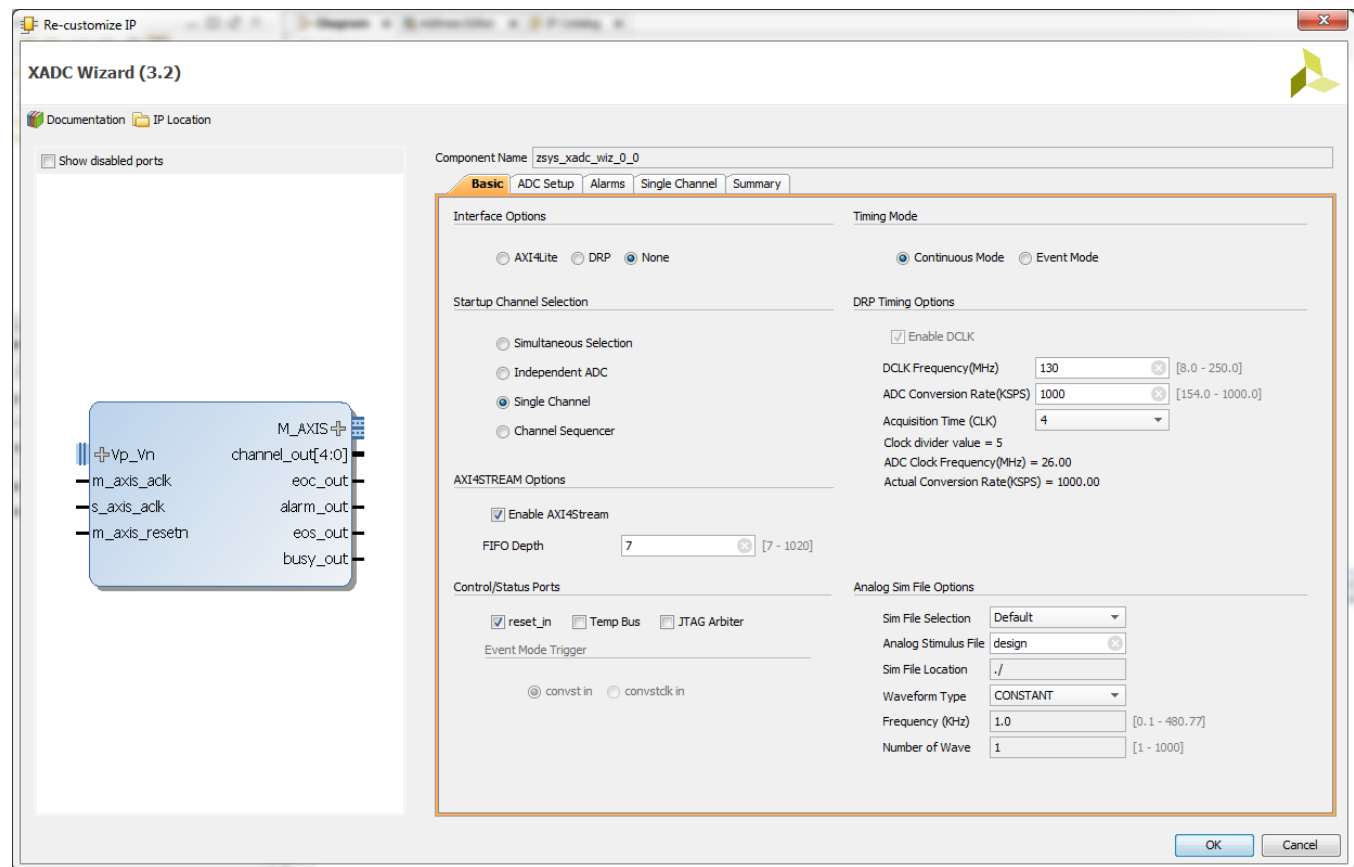 Re-customize IP
XADC Wizard (3.2)
Documentation IP Location
Show disabled ports
M_AXIS
Vp_Vn channel_out[4:0]
m_axis_aclk eoc_out
s_axis_aclk alarm_out
m_axis_resetn eos_out
busy_out
Component Name zsys_xadc_wiz_0_0
Basic ADC Setup Alarms Single Channel Summary
Interface Options
AXI4Lite DRP None
Startup Channel Selection
Simultaneous Selection
Independent ADC
Single Channel
Channel Sequencer
AXI4STREAM Options
Enable AXI4Stream
FIFO Depth 7 [7 - 1020]
Control/Status Ports
reset_in Temp Bus JTAG Arbiter
Event Mode Trigger
convst in convstclk in
Timing Mode
Continuous Mode Event Mode
DRP Timing Options
Enable DCLK
DCLK Frequency(MHz) 130 [8.0 - 250.0]
ADC Conversion Rate(KSPS) 1000 [154.0 - 1000.0]
Acquisition Time (CLK) 4
Clock divider value = 5
ADC Clock Frequency(MHz) = 26.00
Actual Conversion Rate(KSPS) = 1000.00
Analog Sim File Options
Sim File Selection Default
Analog Stimulus File design
Sim File Location ./
Waveform Type CONSTANT
Frequency (KHz) 1.0 [0.1 - 480.77]
Number of Wave 1 [1 - 1000]
OK Cancel